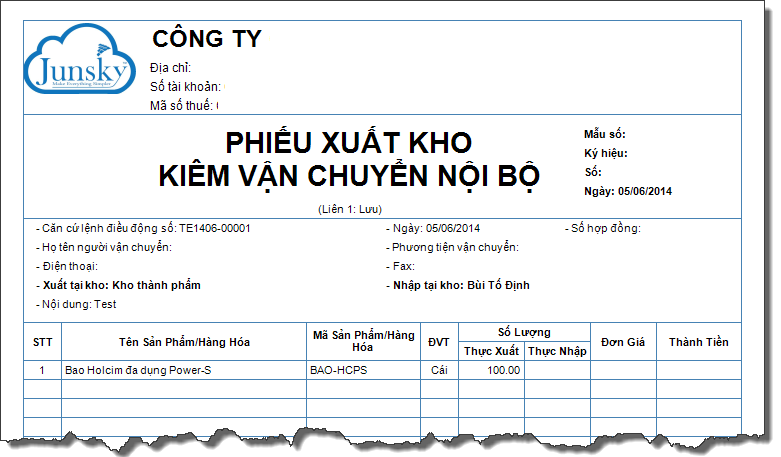 Junsky
Make Everything Simpler
CÔNG TY
Địa chỉ:
Số tài khoản:
Mã số thuế:
PHIẾU XUẤT KHO
KIÊM VẬN CHUYỂN NỘI BỘ
(Liên 1: Lưu)
Mẫu số:
Ký hiệu:
Số:
Ngày: 05/06/2014
- Căn cứ lệnh điều động số: TE1406-00001 - Ngày: 05/06/2014 - Số hợp đồng:
- Họ tên người vận chuyển: - Phương tiện vận chuyển:
- Điện thoại: - Fax:
- Xuất tại kho: Kho thành phẩm - Nhập tại kho: Bùi Tố Định
- Nội dung: Test
STT Tên Sản Phẩm/Hàng Hóa Mã Sản Phẩm/Hàng Hóa ĐVT Số Lượng Đơn Giá Thành Tiền
Thực Xuất Thực Nhập
1 Bao Holcim đa dụng Power-S BAO-HCPS Cái 100.00